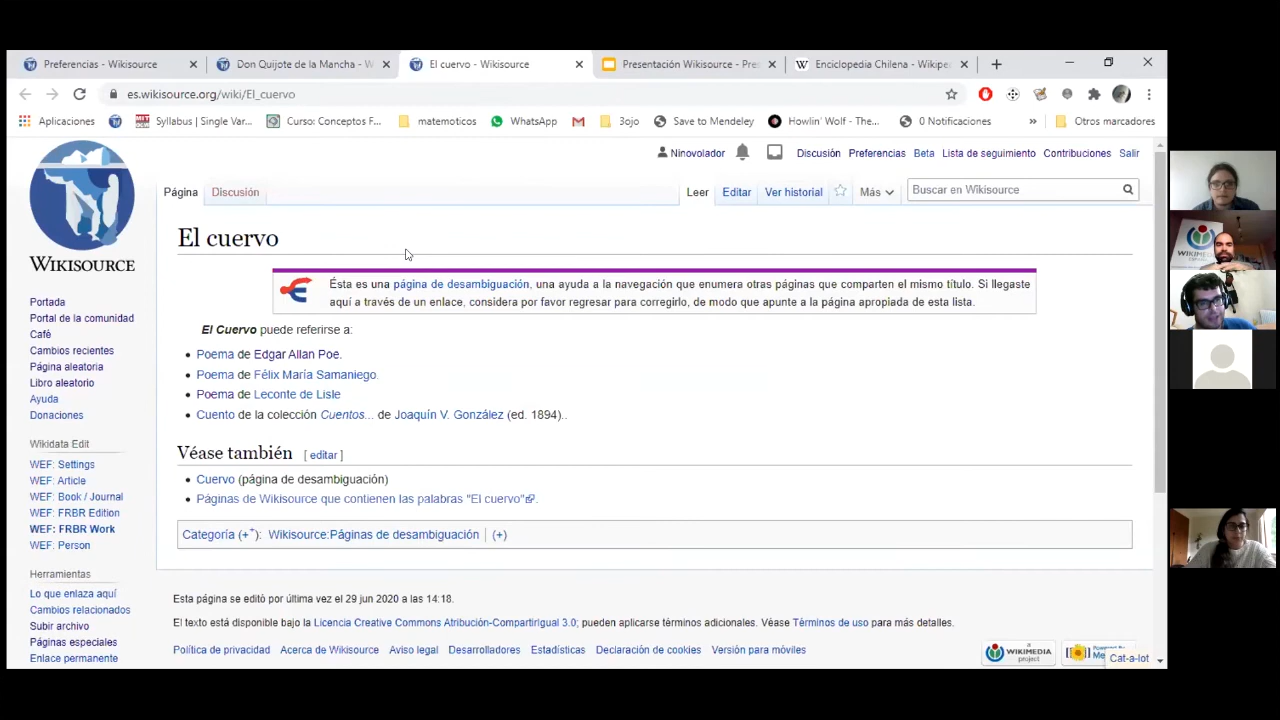 Preferencias - Wikisource
Don Quijote de la Mancha - W
El cuervo - Wikisource
Presentación Wikisource - Pres
Enciclopedia Chilena - Wikipe
es.wikisource.org/wiki/El_cuervo
Aplicaciones
Syllabus | Single Var...
Curso: Conceptos F...
matemoticos
WhatsApp
3ojo
Save to Mendeley
Howlin' Wolf - The...
0 Notificaciones
»
Otros marcadores
Ninovolador
Discusión
Preferencias
Beta
Lista de seguimiento
Contribuciones
Salir
Página
Discusión
Leer
Editar
Ver historial
Más
Buscar en Wikisource
WIKISOURCE
Portada
Portal de la comunidad
Café
Cambios recientes
Página aleatoria
Libro aleatorio
Ayuda
Donaciones
Wikidata Edit
WEF: Settings
WEF: Article
WEF: Book / Journal
WEF: FRBR Edition
WEF: FRBR Work
WEF: Person
Herramientas
Lo que enlaza aquí
Cambios relacionados
Subir archivo
Páginas especiales
Enlace permanente
El cuervo
Ésta es una página de desambiguación, una ayuda a la navegación que enumera otras páginas que comparten el mismo título. Si llegaste
aquí a través de un enlace, considera por favor regresar para corregirlo, de modo que apunte a la página apropiada de esta lista.
El Cuervo puede referirse a:
• Poema de Edgar Allan Poe.
• Poema de Félix María Samaniego.
• Poema de Leconte de Lisle
• Cuento de la colección Cuentos... de Joaquín V. González (ed. 1894)..
Véase también [ editar ]
• Cuervo (página de desambiguación)
• Páginas de Wikisource que contienen las palabras "El cuervo".
Categoría (+⁺): Wikisource:Páginas de desambiguación | (+)
Esta página se editó por última vez el 29 jun 2020 a las 14:18.
El texto está disponible bajo la Licencia Creative Commons Atribución-CompartirIgual 3.0; pueden aplicarse términos adicionales. Véase Términos de uso para más detalles.
Política de privacidad
Acerca de Wikisource
Aviso legal
Desarrolladores
Estadísticas
Declaración de cookies
Versión para móviles
WIKIMEDIA
project
Cat-a-lot